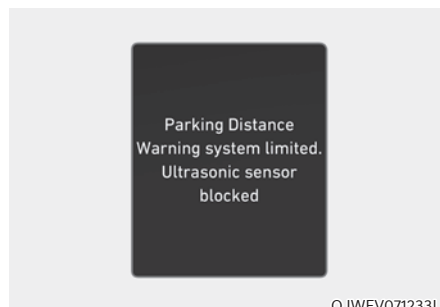 Parking Distance
Warning system limited.
Ultrasonic sensor
blocked